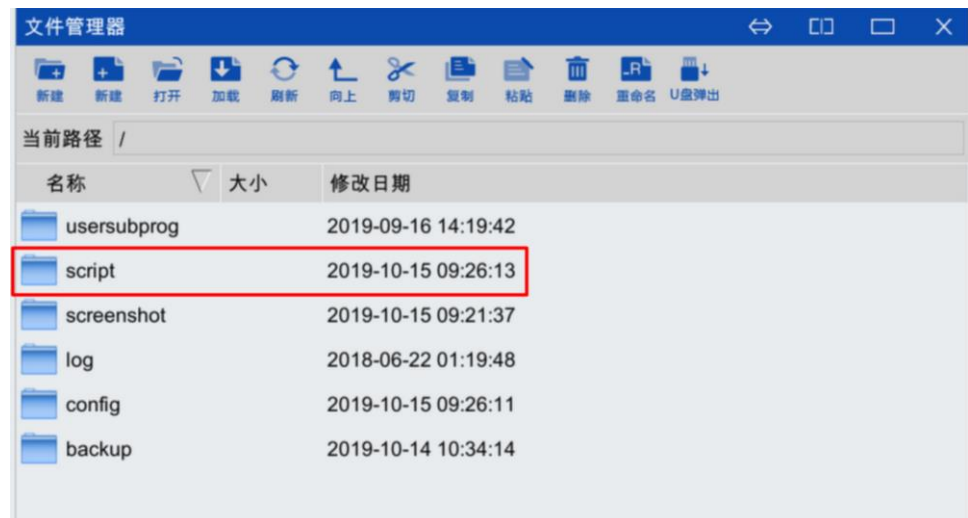 文件管理器
新建 新建 打开 加载 刷新 向上 剪切 复制 粘贴 删除 重命名 U盘弹出
当前路径 /
名称 大小 修改日期
usersubprog 2019-09-16 14:19:42
script 2019-10-15 09:26:13
screenshot 2019-10-15 09:21:37
log 2018-06-22 01:19:48
config 2019-10-15 09:26:11
backup 2019-10-14 10:34:14